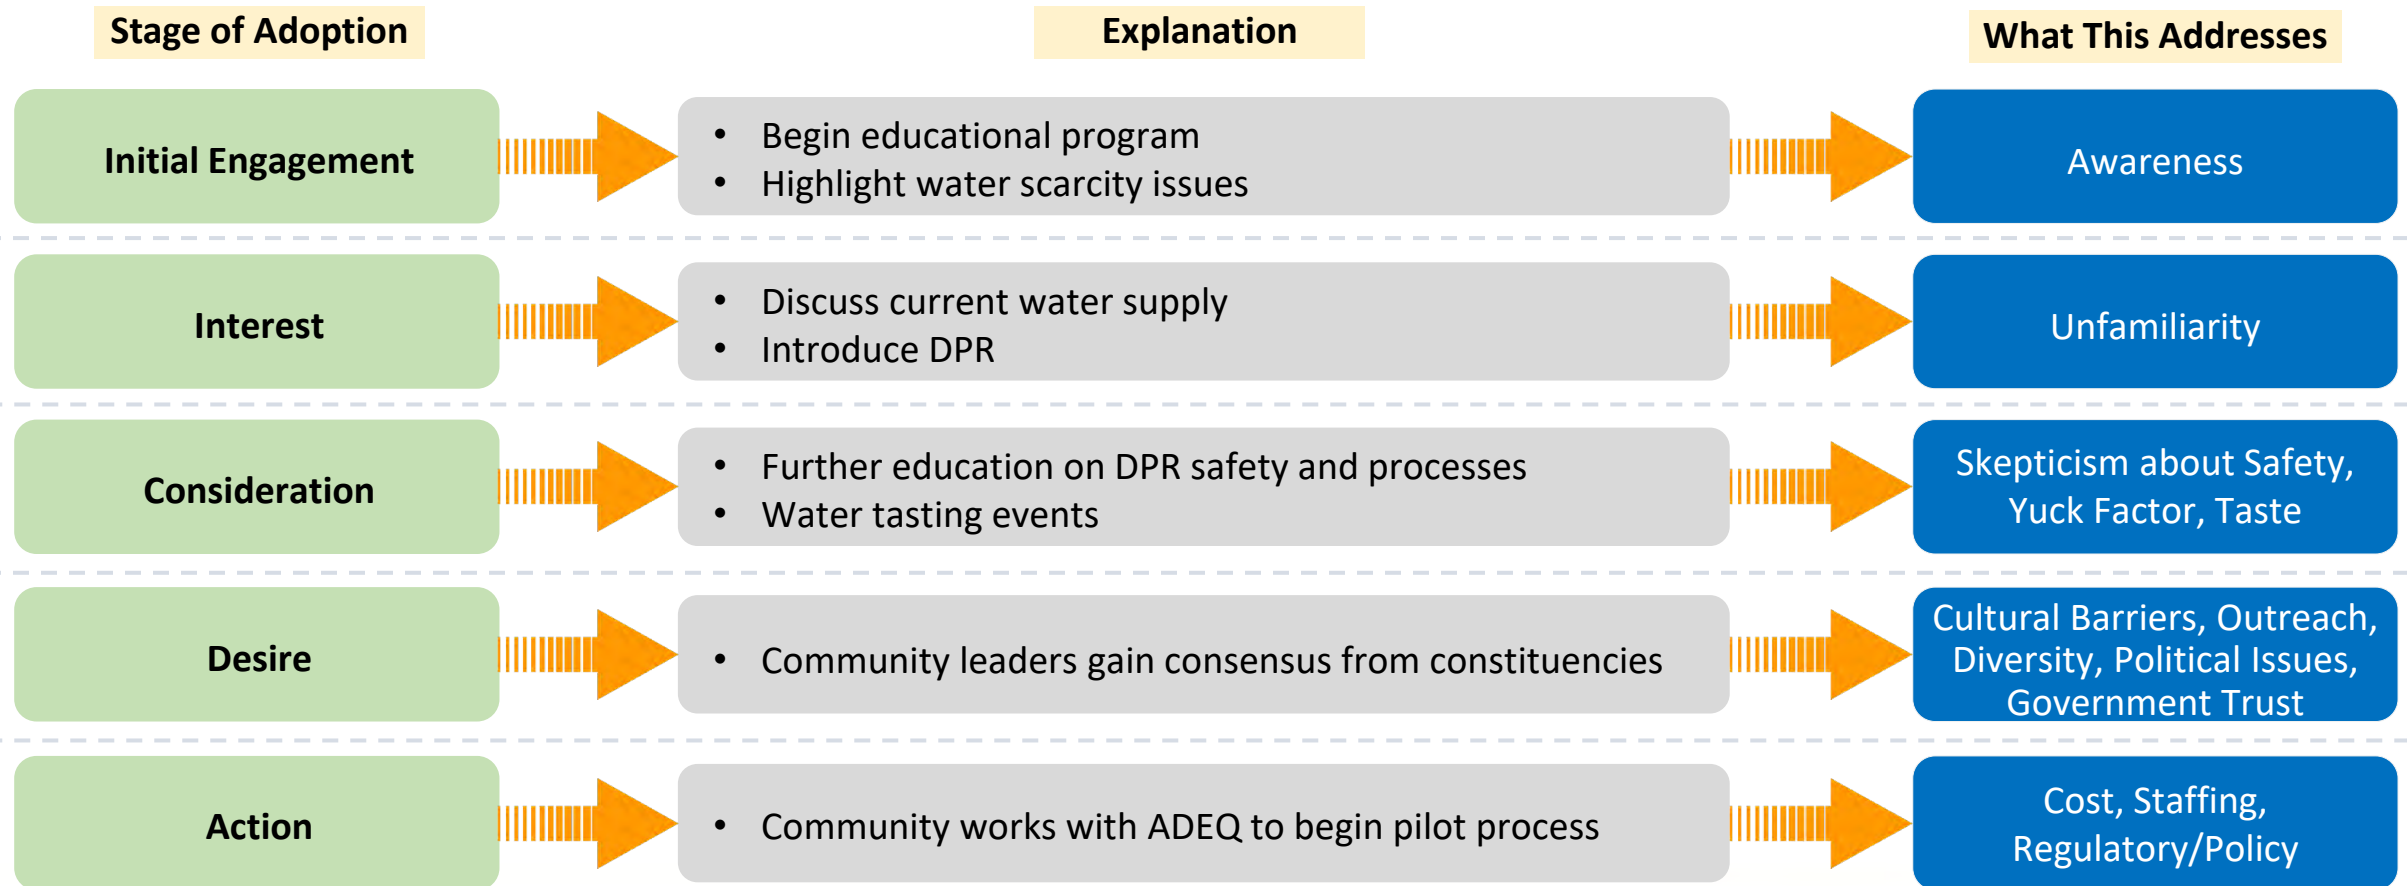 Stage of Adoption
Explanation
What This Addresses
Initial Engagement
• Begin educational program
• Highlight water scarcity issues
Awareness
Interest
• Discuss current water supply
• Introduce DPR
Unfamiliarity
Consideration
• Further education on DPR safety and processes
• Water tasting events
Skepticism about Safety,
Yuck Factor, Taste
Desire
• Community leaders gain consensus from constituencies
Cultural Barriers, Outreach,
Diversity, Political Issues,
Government Trust
Action
• Community works with ADEQ to begin pilot process
Cost, Staffing,
Regulatory/Policy